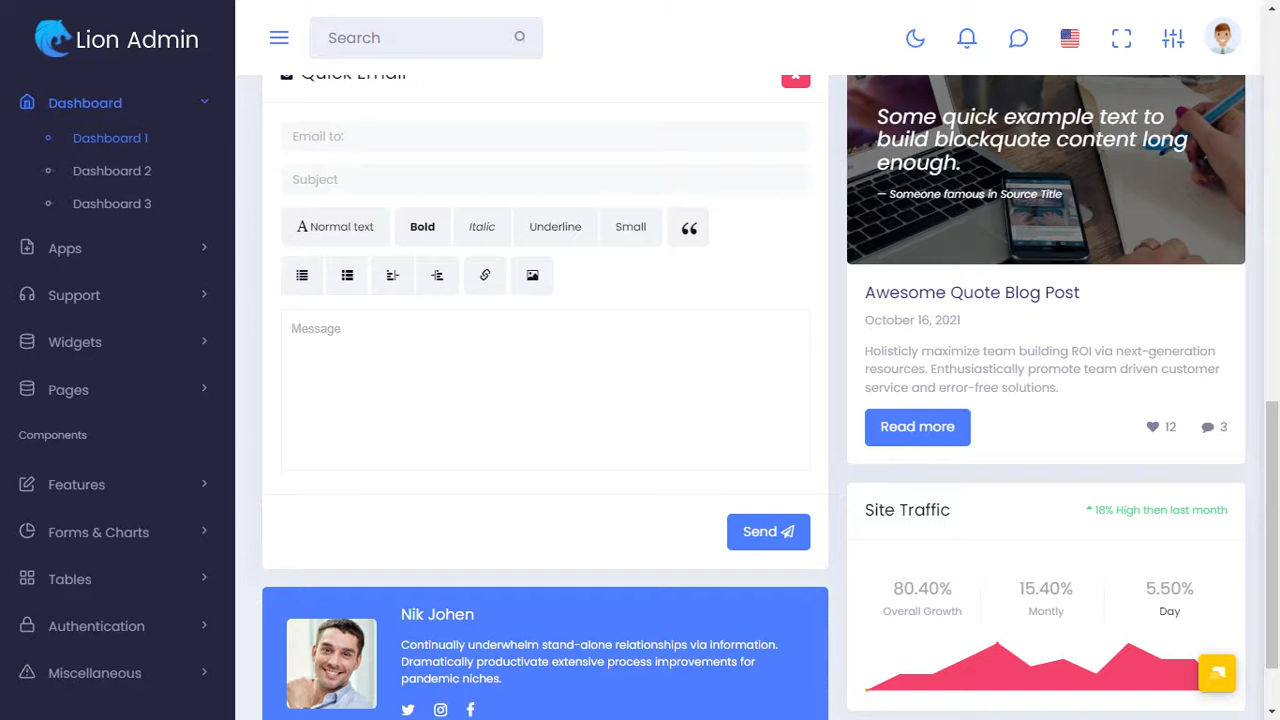 Lion Admin
Search
Dashboard
Dashboard 1
Dashboard 2
Dashboard 3
Apps
Support
Widgets
Pages
Components
Features
Forms & Charts
Tables
Authentication
Miscellaneous
Quick Email
Email to:
Subject
A Normal text
Bold
Italic
Underline
Small
Message
Send
Nik Johen
Continually underwhelm stand-alone relationships via information.
Dramatically productivate extensive process improvements for
pandemic niches.
Some quick example text to
build blockquote content long
enough.
— Someone famous in Source Title
Awesome Quote Blog Post
October 16, 2021
Holisticly maximize team building ROI via next-generation
resources. Enthusiastically promote team driven customer
service and error-free solutions.
Read more
12
3
Site Traffic
18% High then last month
80.40%
Overall Growth
15.40%
Montly
5.50%
Day